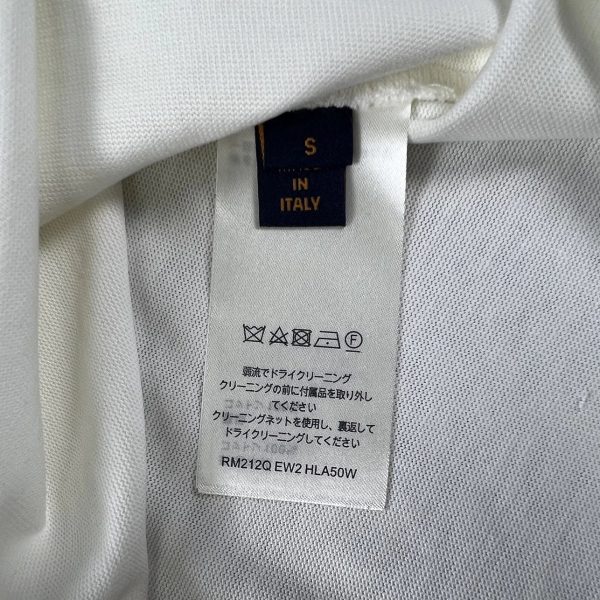 S
IN
ITALY
弱流でドライクリーニング
クリーニングの前に付属品を取り外し
てください
クリーニングネットを使用し、裏返して
ドライクリーニングしてください
RM212Q EW2 HLA50W